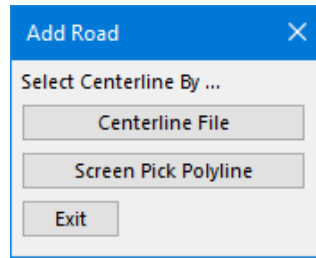 Add Road
Select Centerline By ...
Centerline File
Screen Pick Polyline
Exit